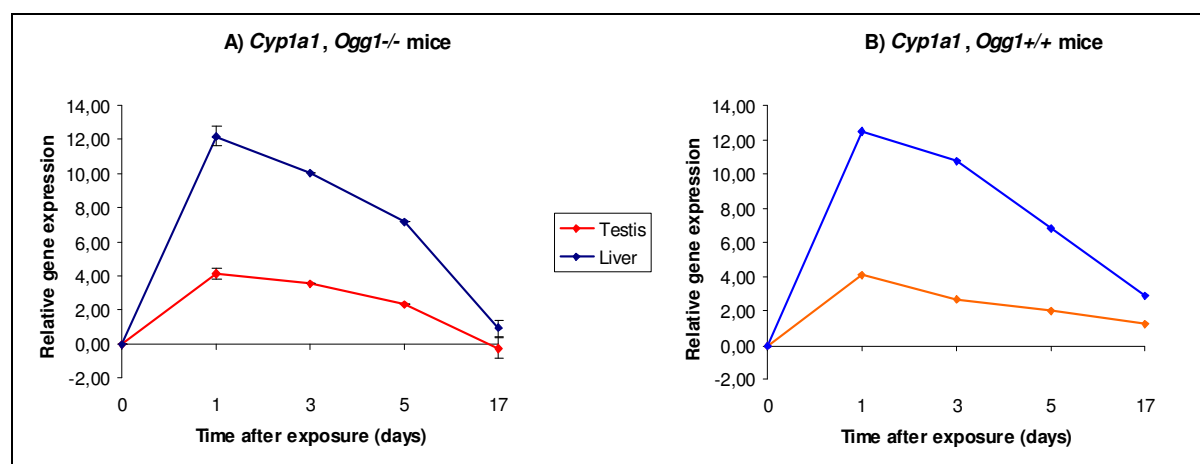 A) Cyp1a1 , Ogg1-/- mice
Relative gene expression
14,00
12,00
10,00
8,00
6,00
4,00
2,00
0,00
-2,00
0 1 3 5 17
Time after exposure (days)
Testis
Liver
B) Cyp1a1 , Ogg1+/+ mice
Relative gene expression
14,00
12,00
10,00
8,00
6,00
4,00
2,00
0,00
-2,00
0 1 3 5 17
Time after exposure (days)